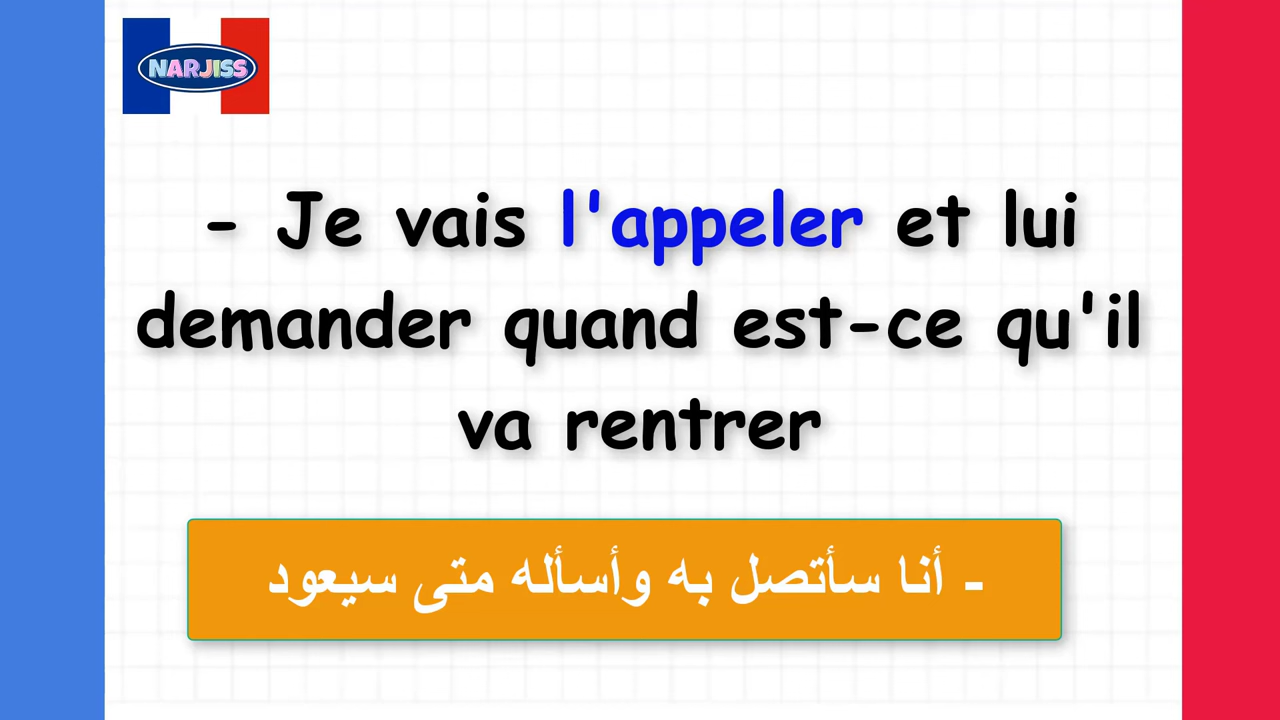 NARJISS
- Je vais l'appeler et lui
demander quand est-ce qu'il
va rentrer
- أنا سأتصل به وأسأله متى سيعود